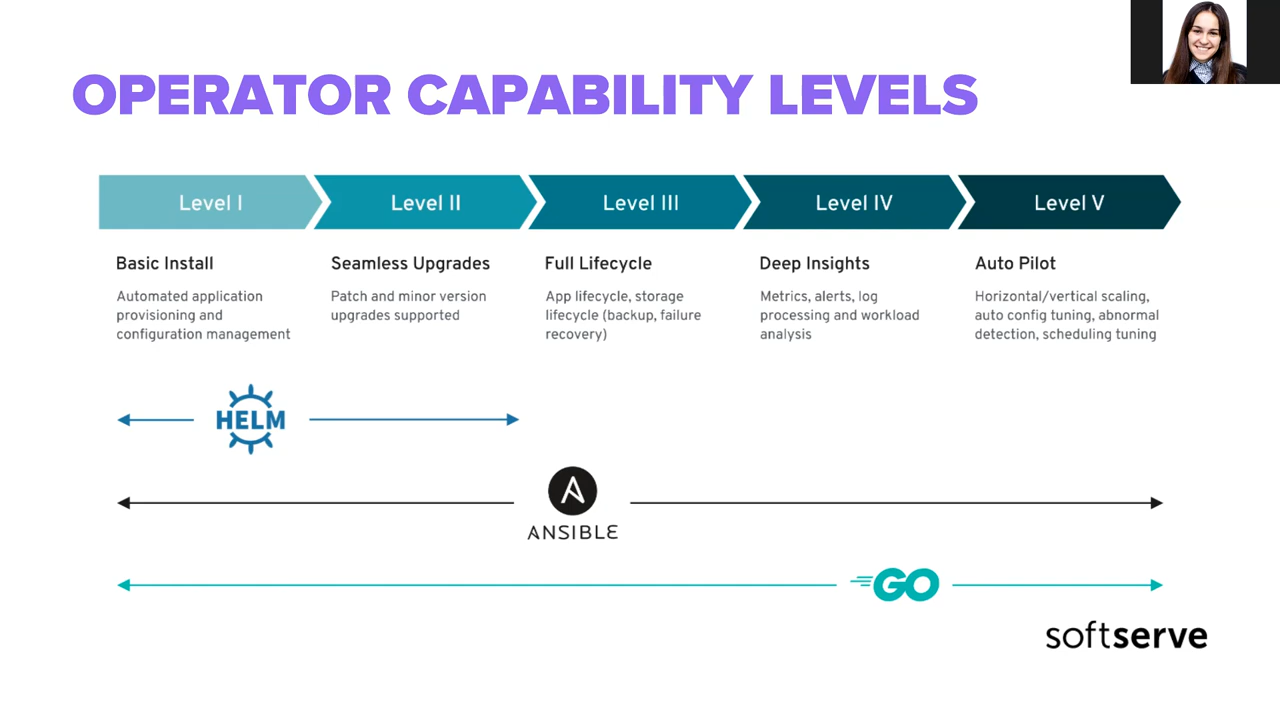 OPERATOR CAPABILITY LEVELS
Level I
Level II
Level III
Level IV
Level V
Basic Install
Automated application
provisioning and
configuration management
Seamless Upgrades
Patch and minor version
upgrades supported
Full Lifecycle
App lifecycle, storage
lifecycle (backup, failure
recovery)
Deep Insights
Metrics, alerts, log
processing and workload
analysis
Auto Pilot
Horizontal/vertical scaling,
auto config tuning, abnormal
detection, scheduling tuning
HELM
A
ANSIBLE
GO
softserve